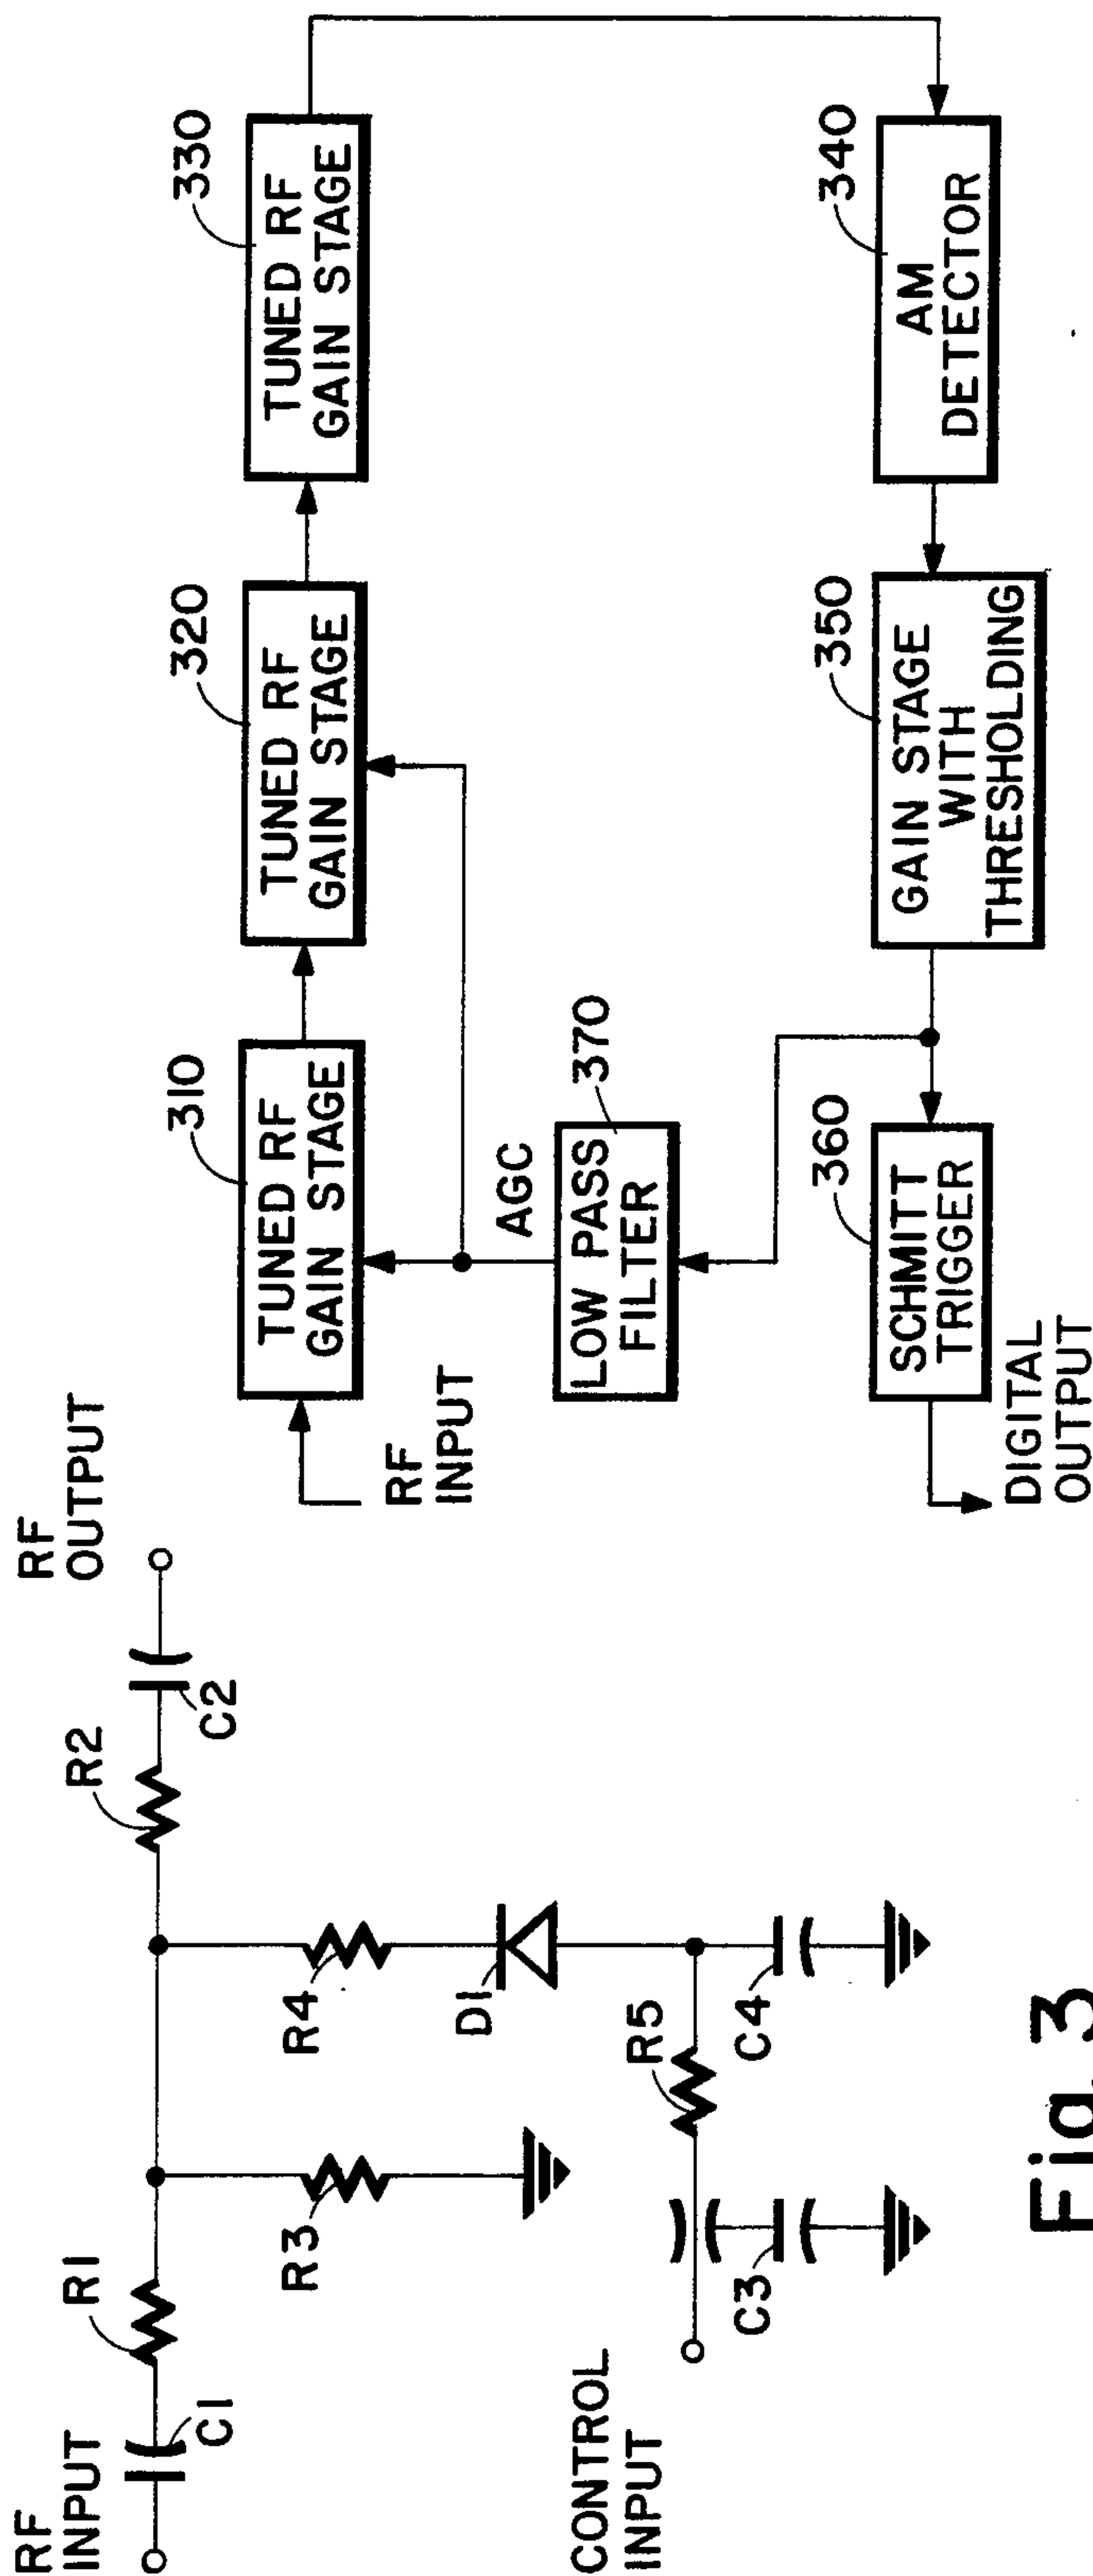 RF
INPUT
C1
R1
R2
C2
RF
OUTPUT
R3
R4
D1
CONTROL
INPUT
C3
R5
C4
Fig. 3
310
TUNED RF
GAIN STAGE
320
TUNED RF
GAIN STAGE
330
TUNED RF
GAIN STAGE
RF
INPUT
AGC
370
LOW PASS
FILTER
360
SCHMITT
TRIGGER
350
GAIN STAGE
WITH
THRESHOLDING
340
AM
DETECTOR
DIGITAL
OUTPUT